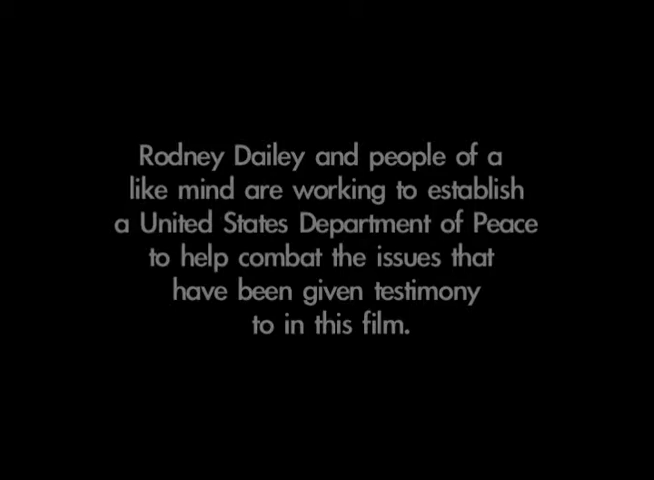 Rodney Dailey and people of a
like mind are working to establish
a United States Department of Peace
to help combat the issues that
have been given testimony
to in this film.